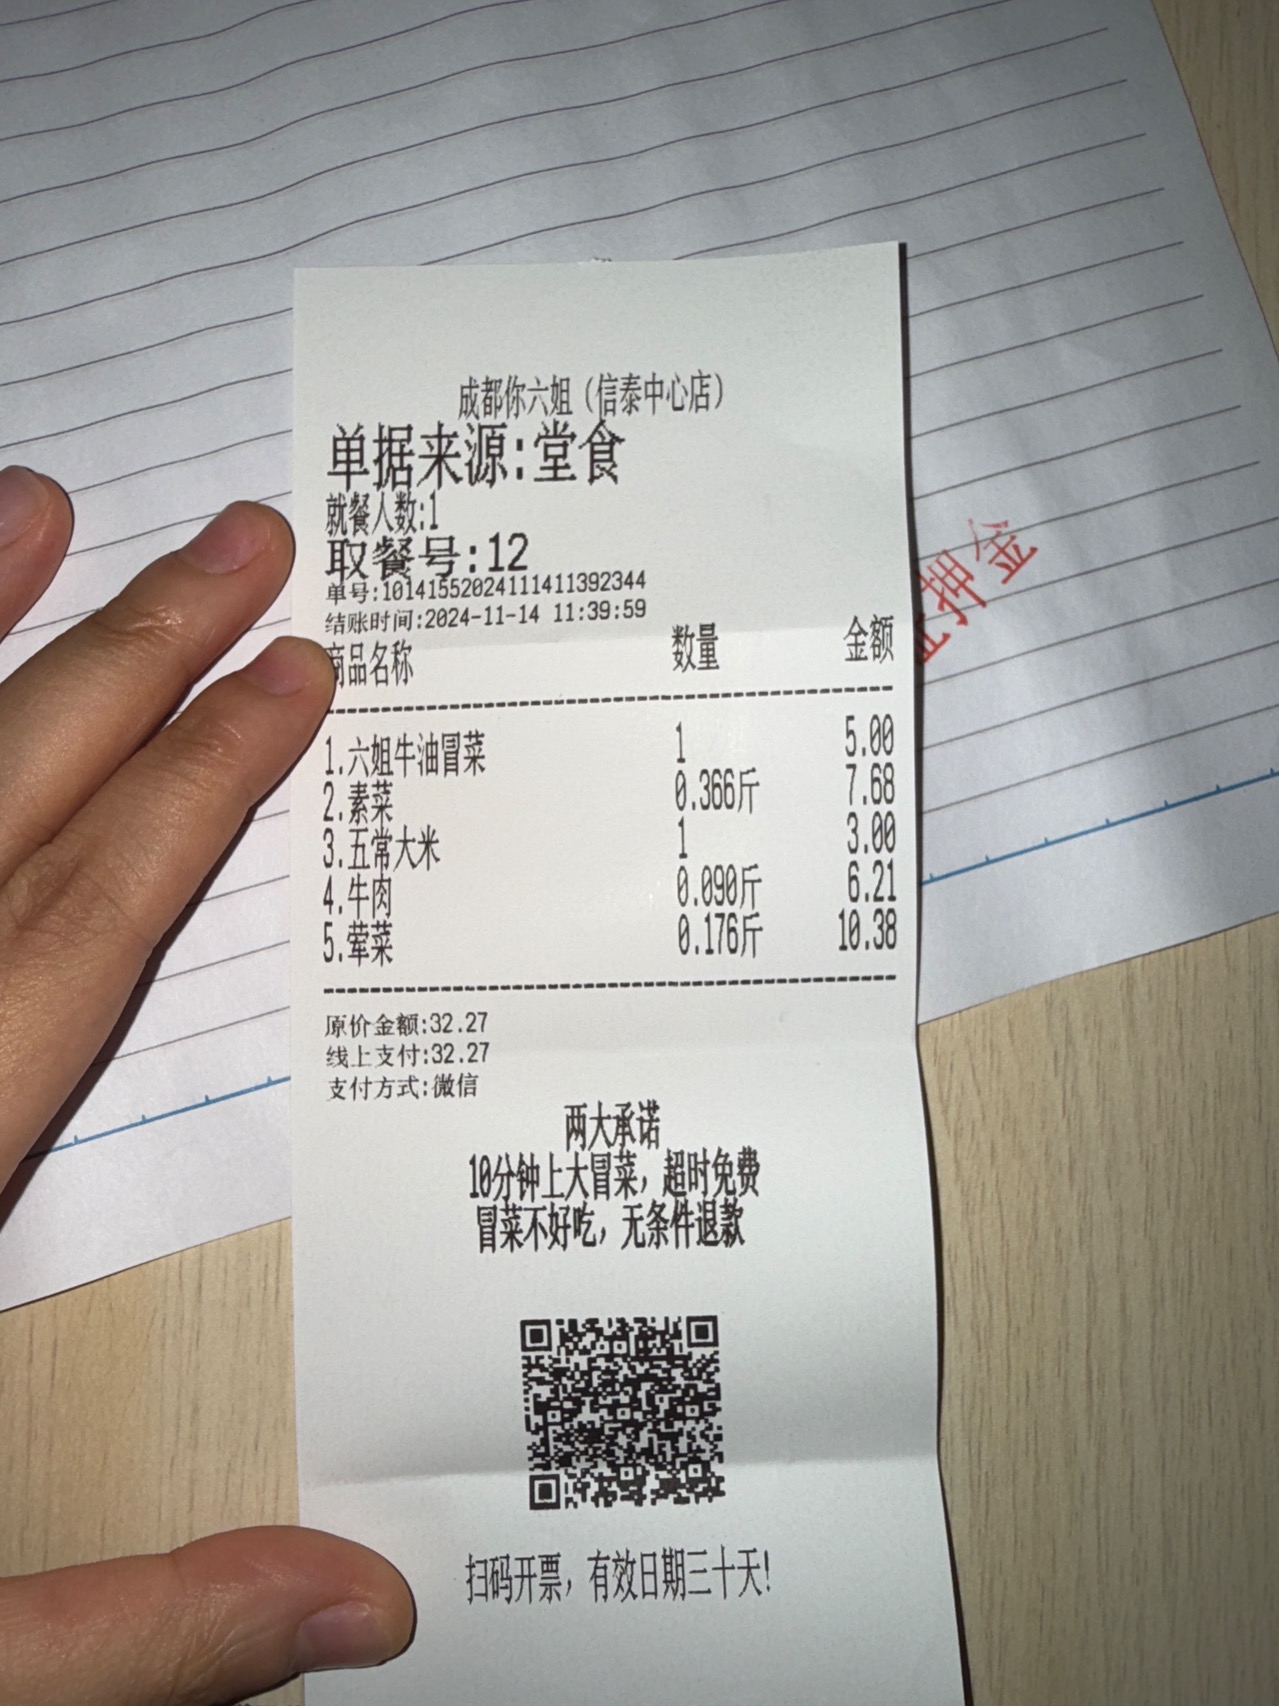 成都你六姐(信泰中心店)
单据来源:堂食
就餐人数:1
取餐号:12
单号:10141552024111411392344
结账时间:2024-11-14 11:39:59
商品名称 数量 金额
1.六姐牛油冒菜 1 5.00
2.素菜 0.366斤 7.68
3.五常大米 1 3.00
4.牛肉 0.090斤 6.21
5.荤菜 0.176斤 10.38
原价金额:32.27
线上支付:32.27
支付方式:微信
两大承诺
10分钟上大冒菜，超时免费
冒菜不好吃，无条件退款
扫码开票，有效日期三十天!
押金